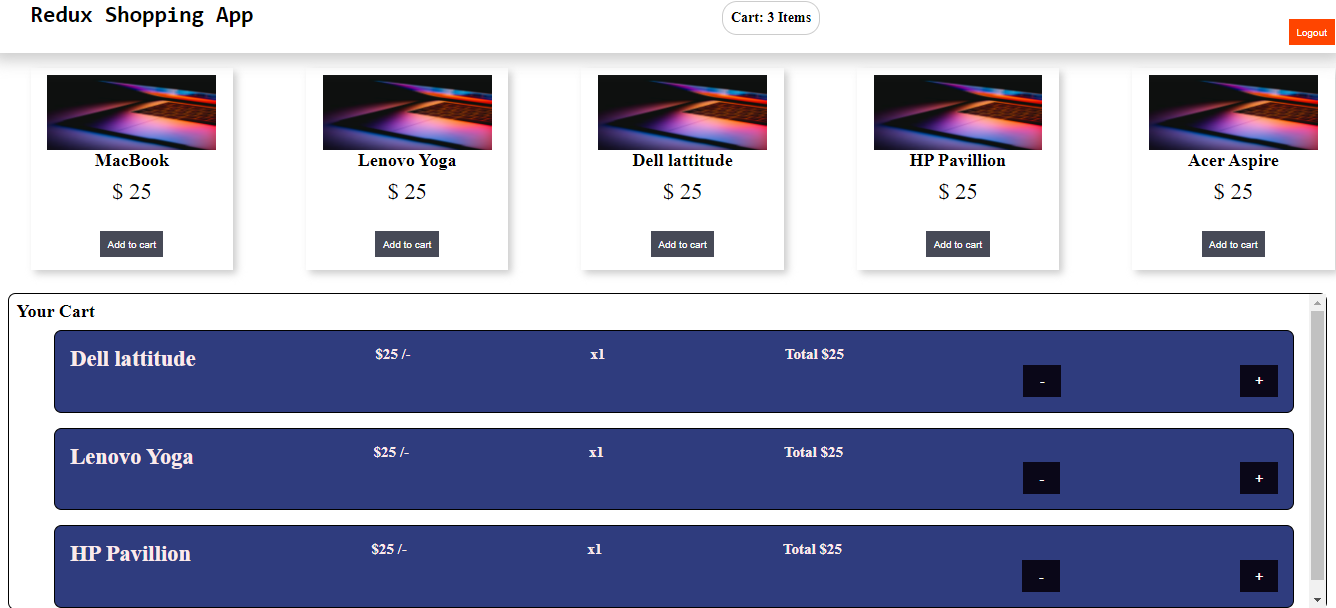 Redux Shopping App
Cart: 3 Items
Logout
MacBook
$ 25
Add to cart
Lenovo Yoga
$ 25
Add to cart
Dell lattitude
$ 25
Add to cart
HP Pavillion
$ 25
Add to cart
Acer Aspire
$ 25
Add to cart
Your Cart
Dell lattitude $25 /- x1 Total $25
- +
Lenovo Yoga $25 /- x1 Total $25
- +
HP Pavillion $25 /- x1 Total $25
- +